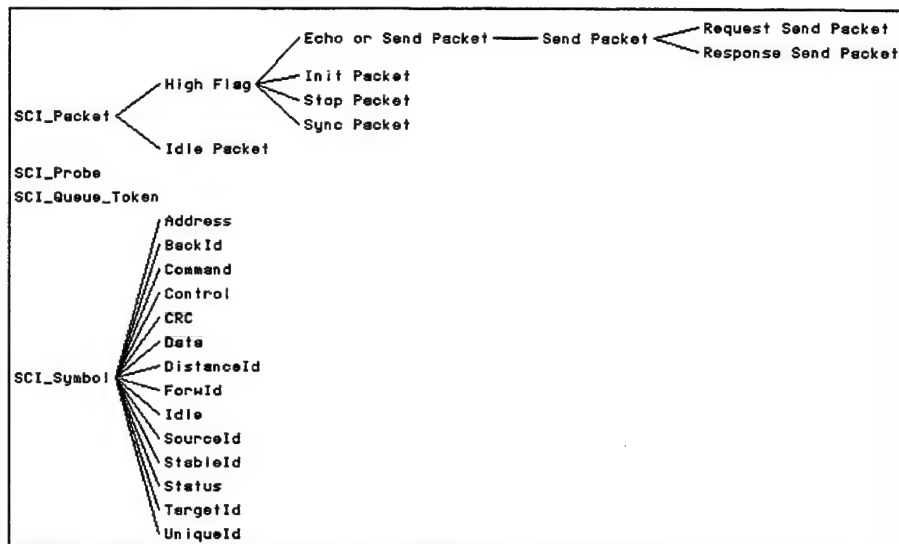 Request Send Packet
Echo or Send Packet Send Packet
Response Send Packet
Init Packet
High Flag
Stop Packet
SCI_Packet
Sync Packet
Idle Packet
SCI_Probe
SCI_Queue_Token
Address
BackId
Command
Control
CRC
Data
DistanceId
SCI_Symbol
ForwId
Idle
SourceId
StableId
Status
TargetId
UniqueId